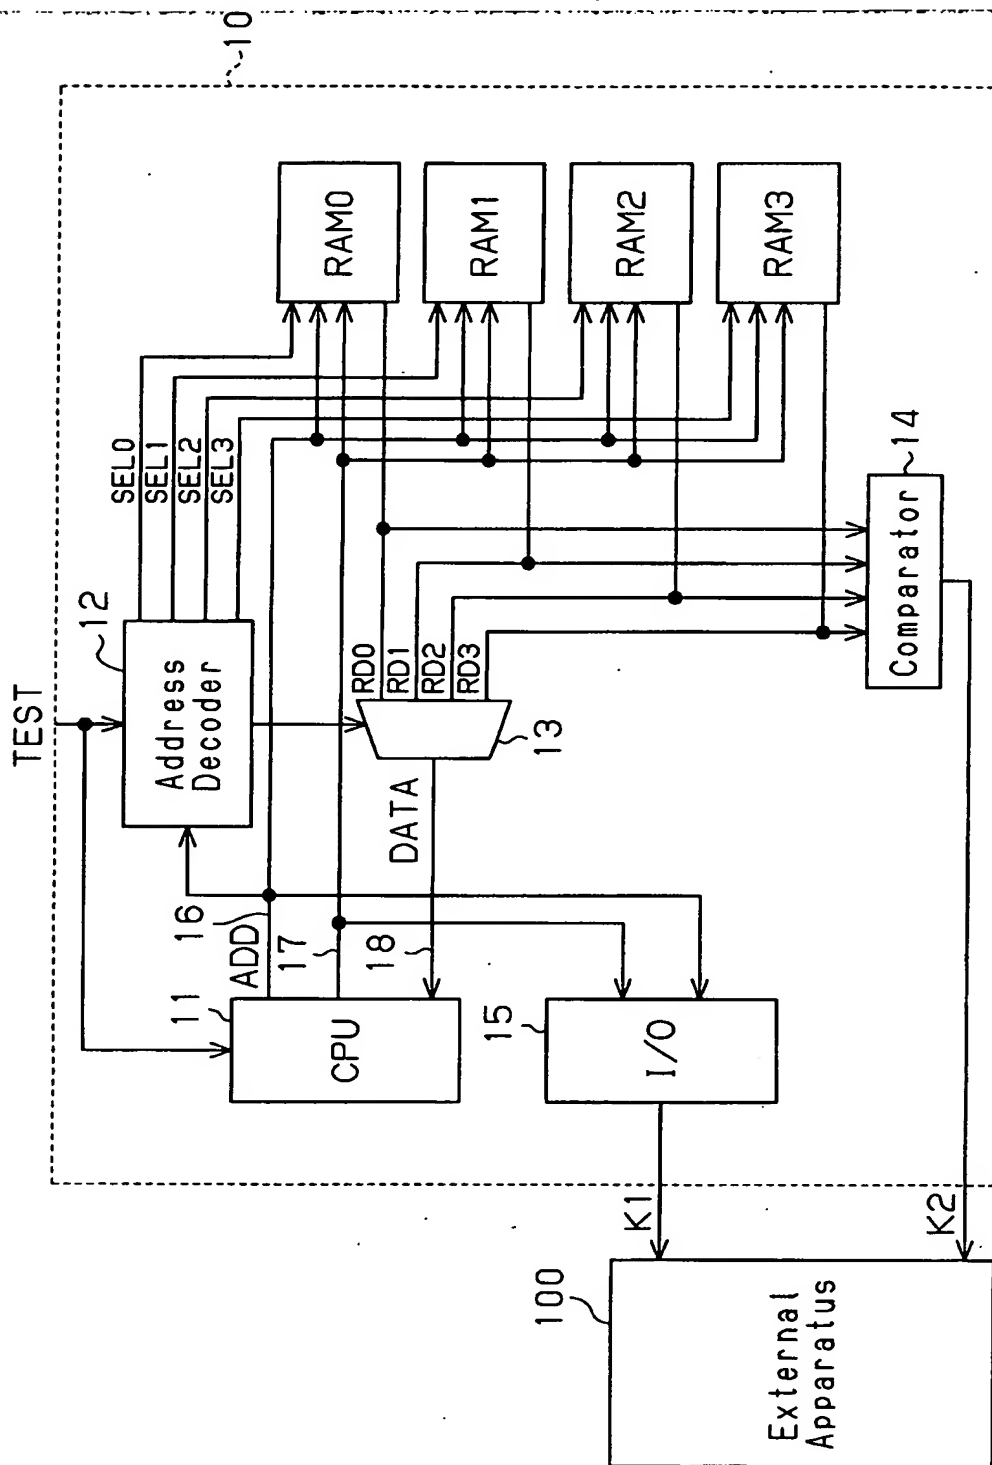 10
TEST
12
Address
Decoder
SEL0
SEL1
SEL2
SEL3
RAM0
RAM1
RAM2
RAM3
11
CPU
ADD
16
17
18
DATA
13
RD0
RD1
RD2
RD3
14
Comparator
15
I/O
K1
K2
100
External
Apparatus